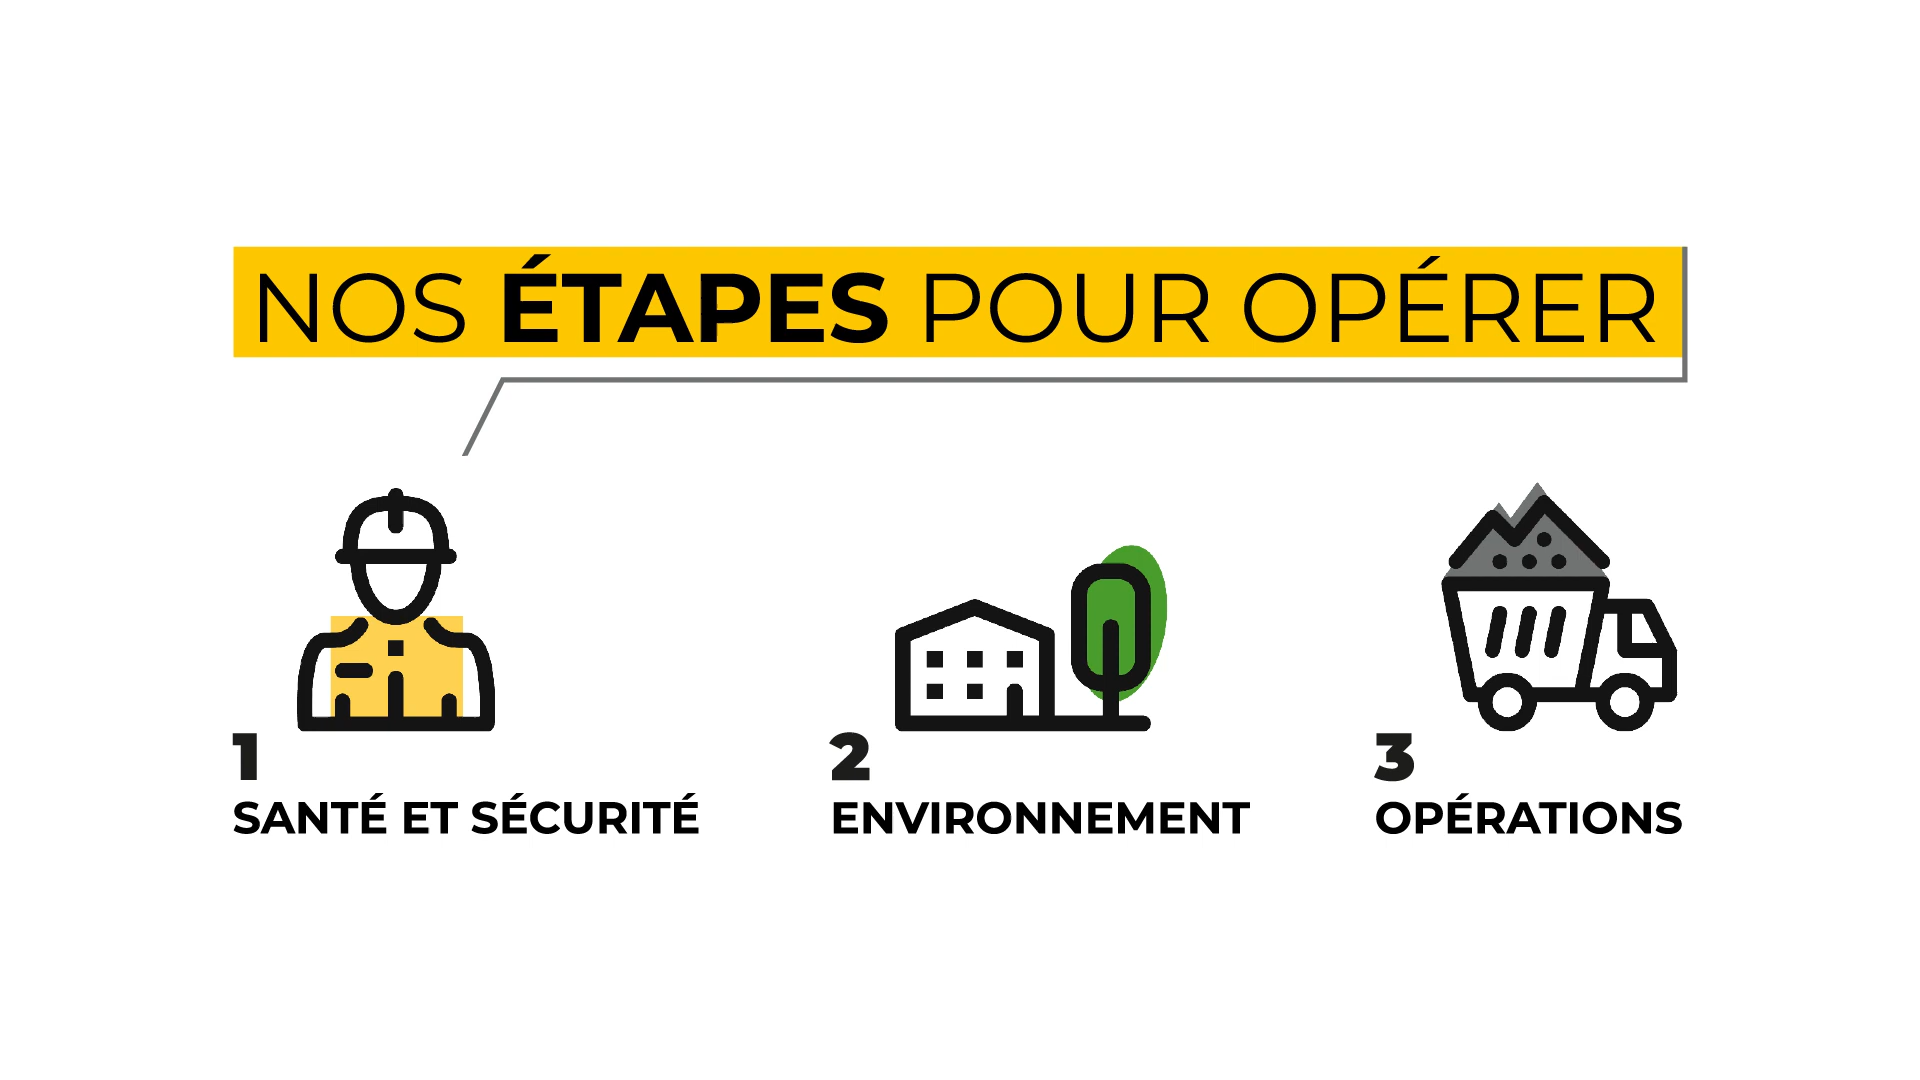 NOS ÉTAPES POUR OPÉRER
1
SANTÉ ET SÉCURITÉ
2
ENVIRONNEMENT
3
OPÉRATIONS